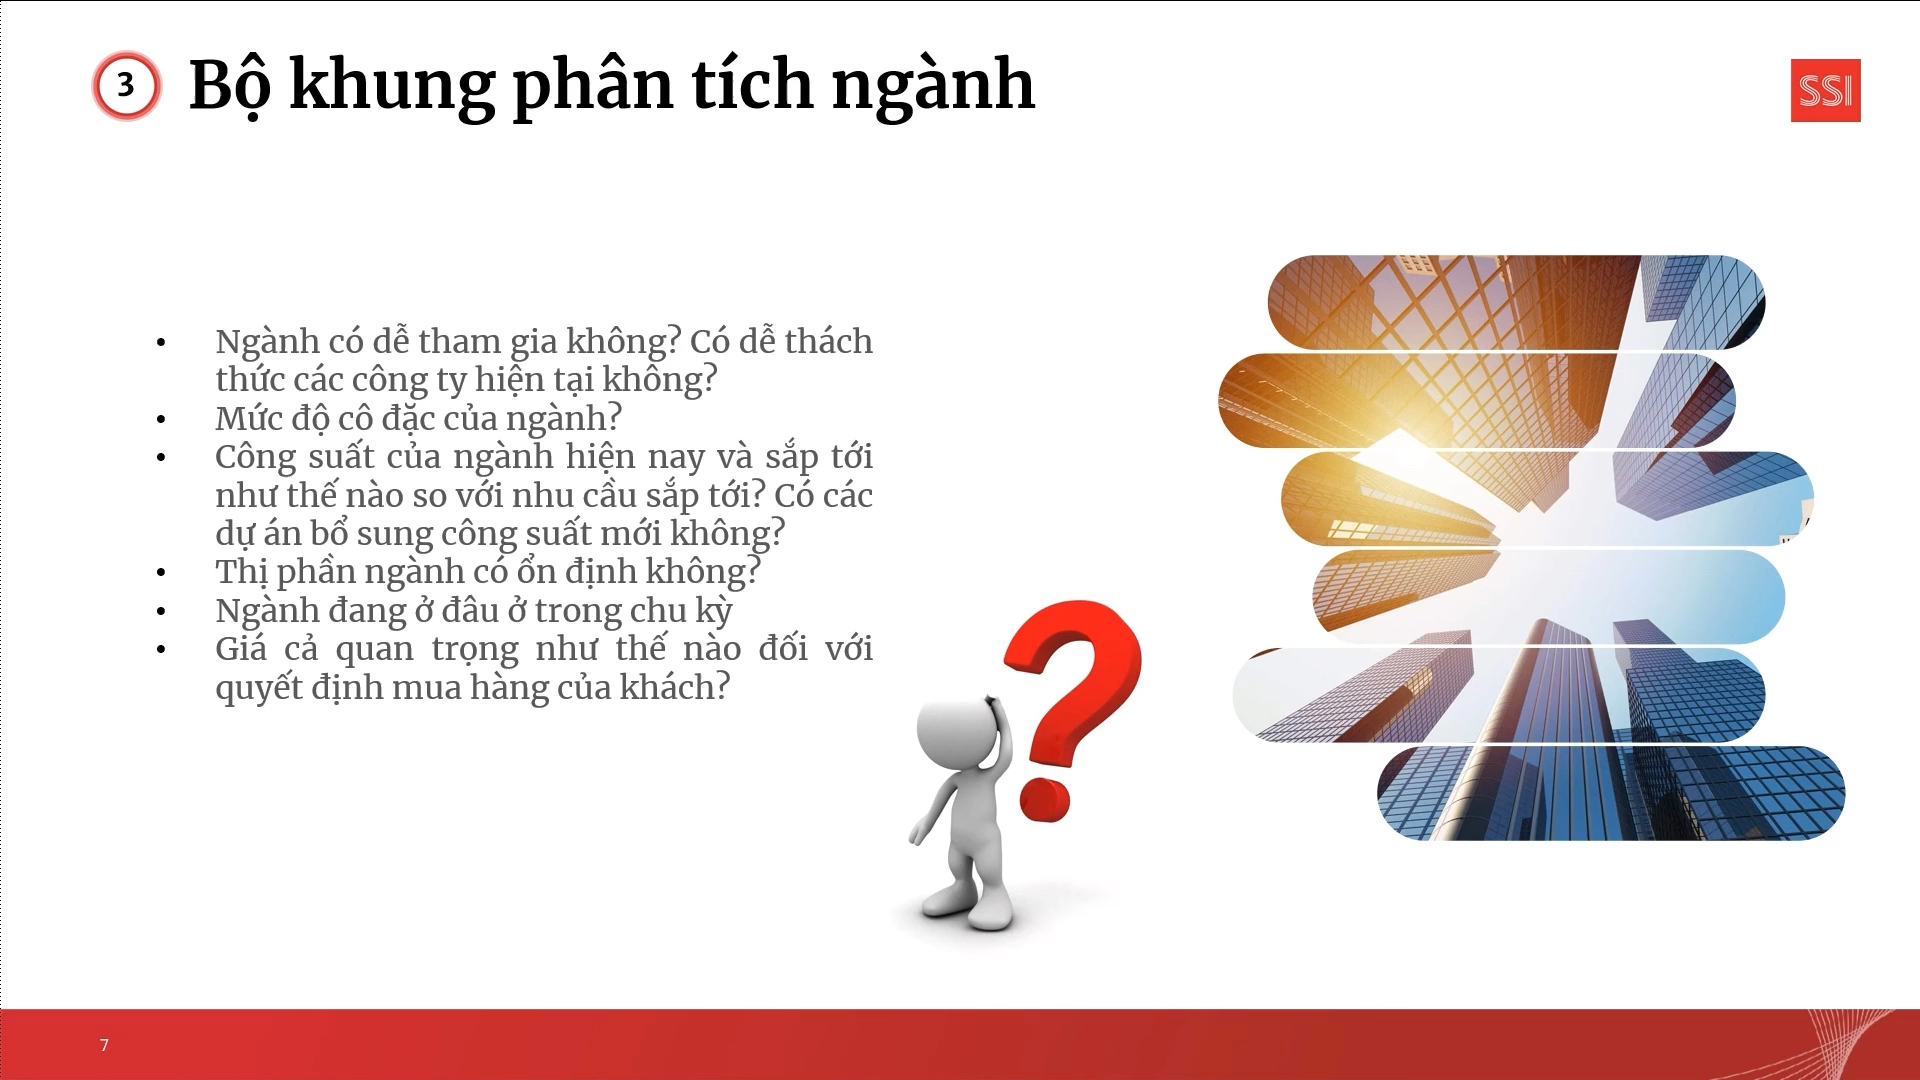 3
Bộ khung phân tích ngành
SSI
• Ngành có dễ tham gia không? Có dễ thách
thức các công ty hiện tại không?
• Mức độ cô đặc của ngành?
• Công suất của ngành hiện nay và sắp tới
như thế nào so với nhu cầu sắp tới? Có các
dự án bổ sung công suất mới không?
• Thị phần ngành có ổn định không?
• Ngành đang ở đâu ở trong chu kỳ
• Giá cả quan trọng như thế nào đối với
quyết định mua hàng của khách?
7